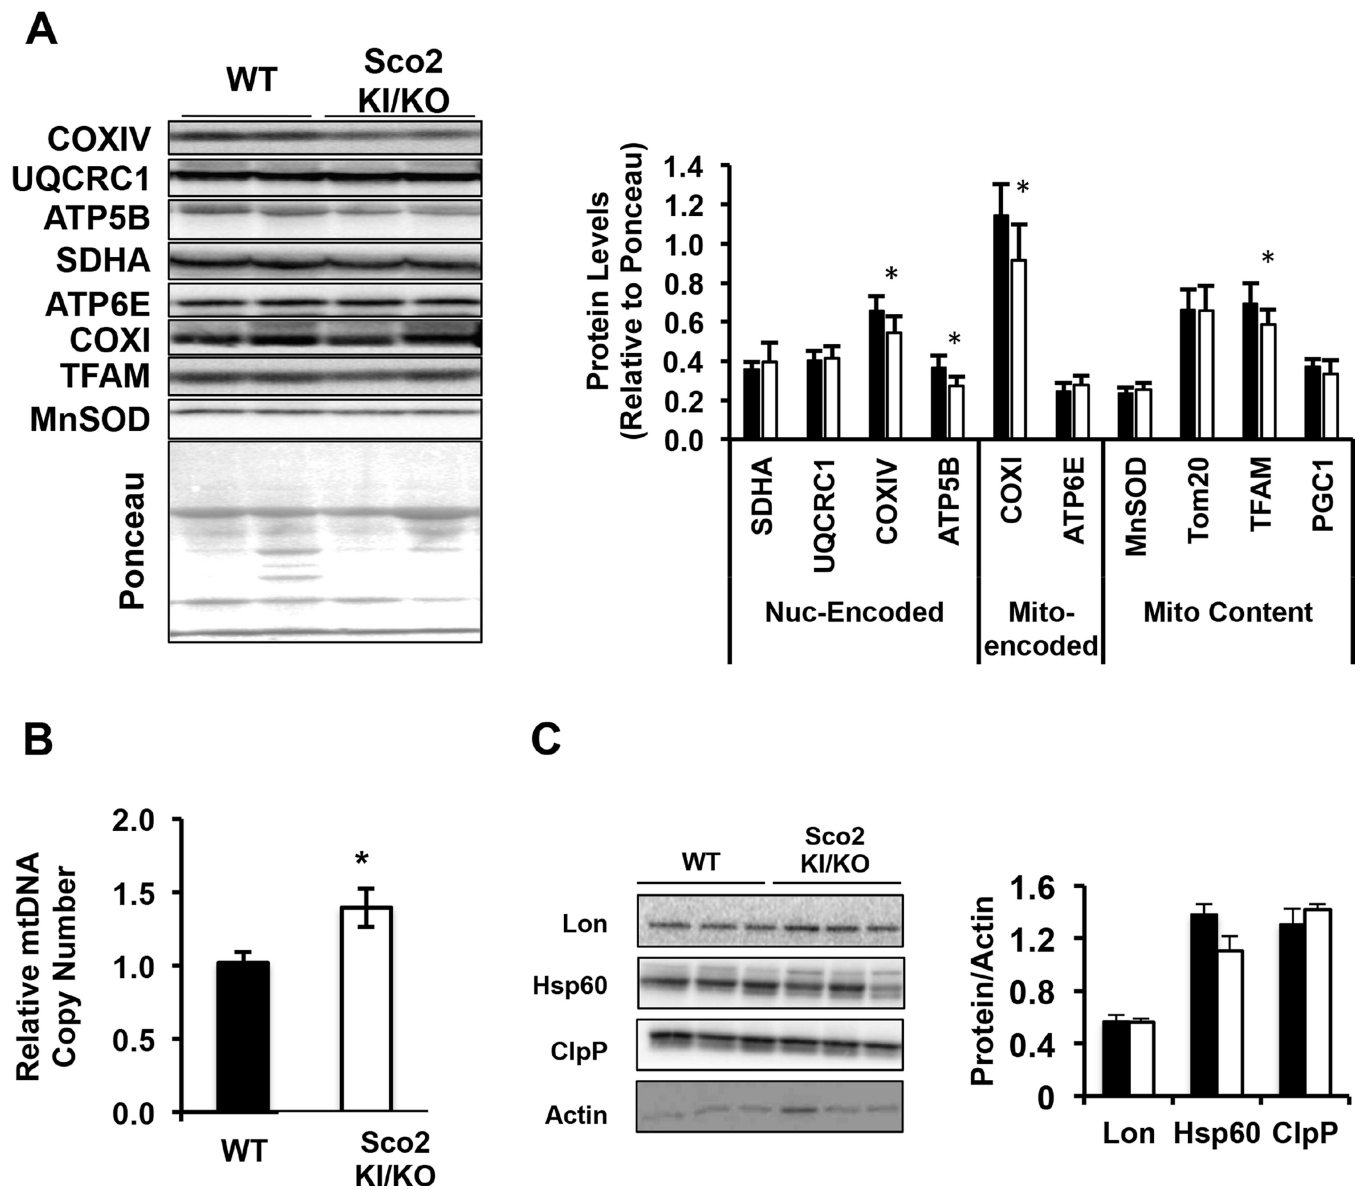 A
WT
Sco2
KI/KO
COXIV
UQCRC1
ATP5B
SDHA
ATP6E
COXI
TFAM
MnSOD
Ponceau
Protein Levels
(Relative to Ponceau)
1.4
1.2
1.0
0.8
0.6
0.4
0.2
0.0
*
*
*
*
SDHA
UQCRC1
COXIV
ATP5B
COXI
ATP6E
MnSOD
Tom20
TFAM
PGC1
Nuc-Encoded
Mito-
encoded
Mito Content
B
Relative mtDNA
Copy Number
2.0
1.5
1.0
0.5
0.0
*
WT
Sco2
KI/KO
C
WT
Sco2
KI/KO
Lon
Hsp60
ClpP
Actin
Protein/Actin
1.6
1.2
0.8
0.4
0
Lon
Hsp60
ClpP